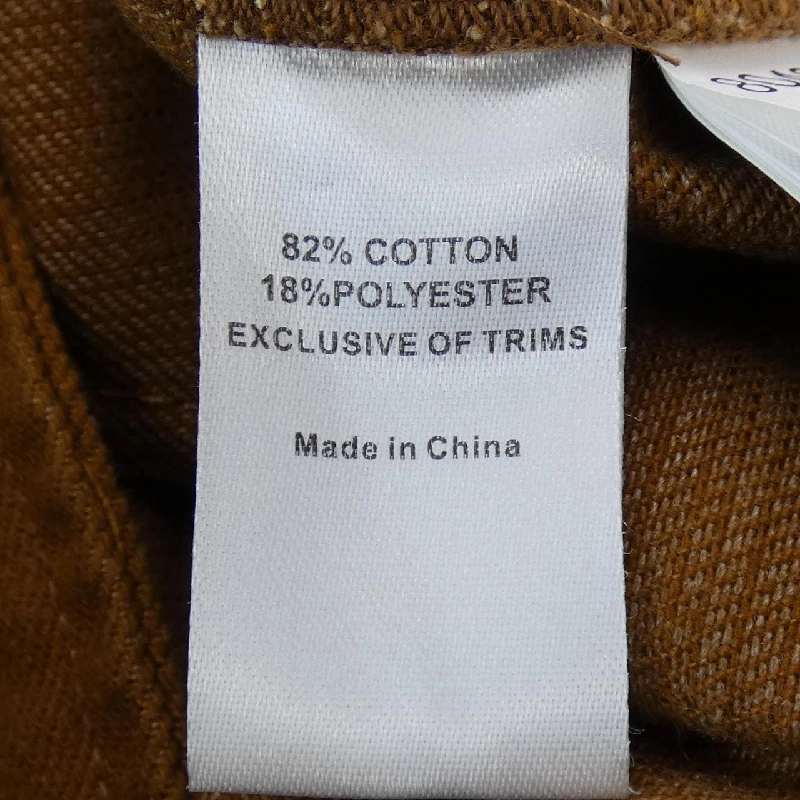 82% COTTON
18%POLYESTER
EXCLUSIVE OF TRIMS
Made in China